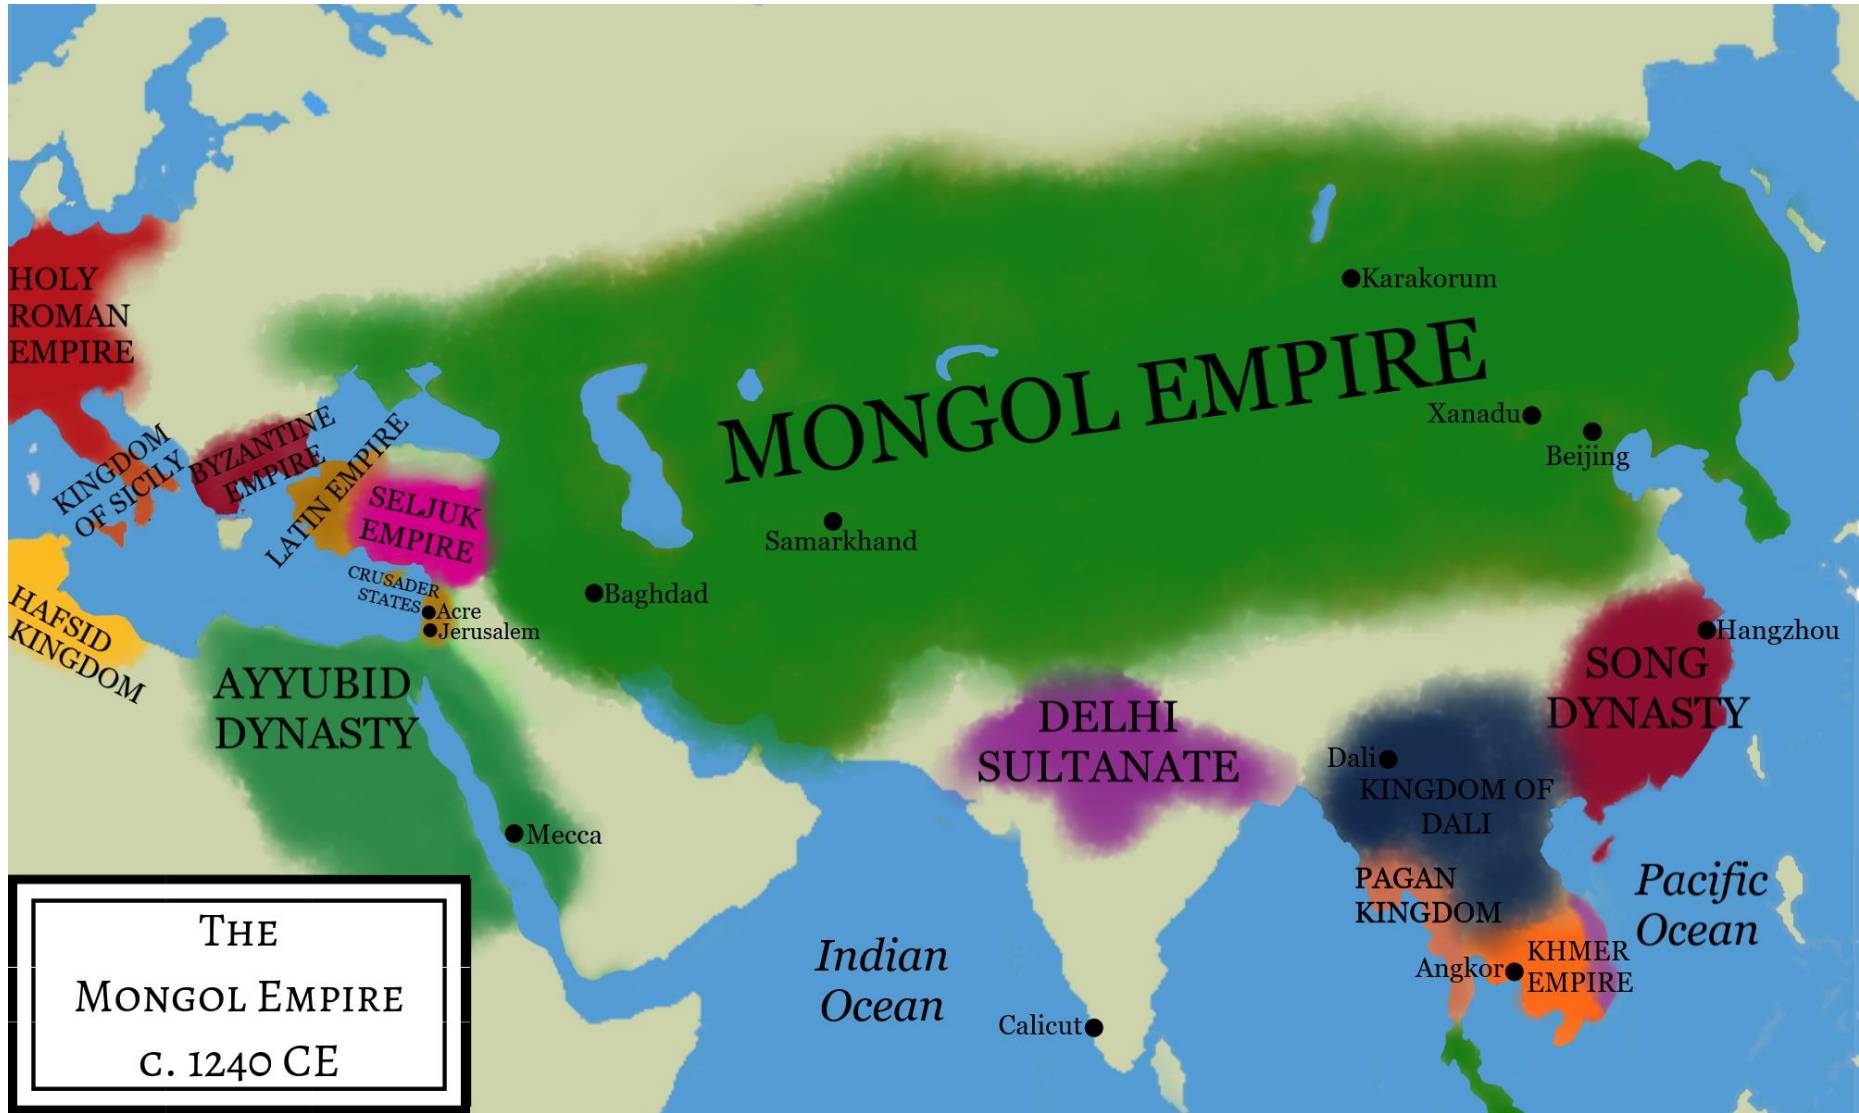 HOLY
ROMAN
EMPIRE
KINGDOM
OF SICILY
BYZANTINE
EMPIRE
LATIN EMPIRE
SELJUK
EMPIRE
CRUSADER
STATES
Acre
Jerusalem
HAFSID
KINGDOM
AYYUBID
DYNASTY
Mecca
MONGOL EMPIRE
Karakorum
Xanadu
Beijing
Samarkhand
Baghdad
Hangzhou
SONG
DYNASTY
DELHI
SULTANATE
Dali
KINGDOM OF
DALI
PAGAN
KINGDOM
KHMER
EMPIRE
Angkor
Pacific
Ocean
Indian
Ocean
Calicut
THE
MONGOL EMPIRE
C. 1240 CE